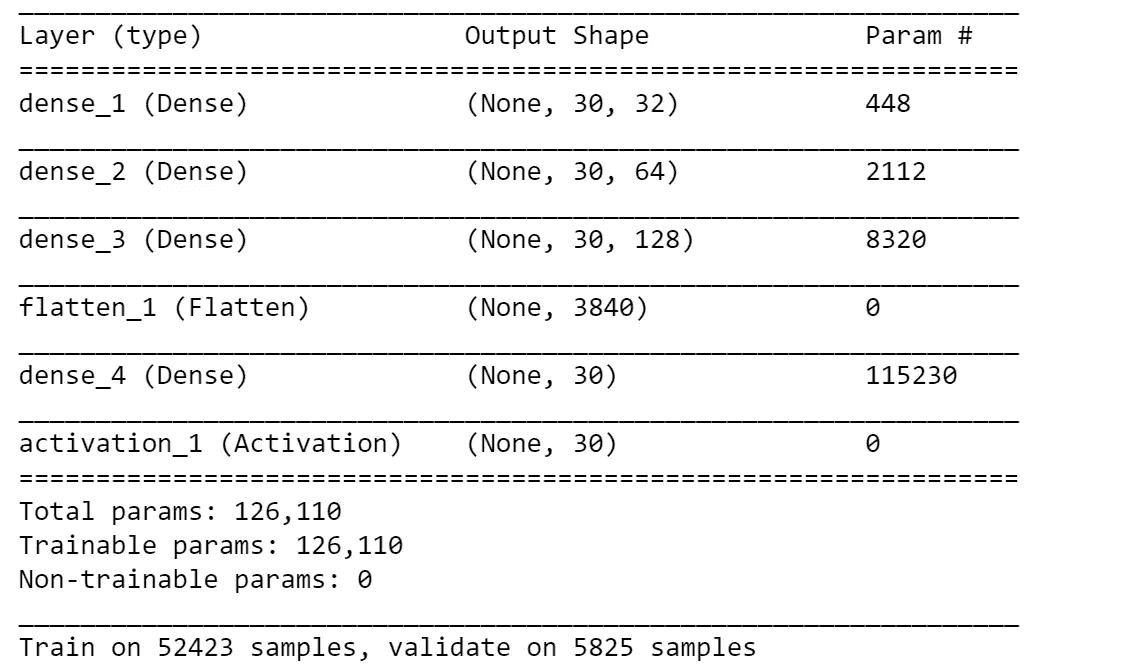 Layer (type) Output Shape Param #
=================================================================
dense_1 (Dense) (None, 30, 32) 448
dense_2 (Dense) (None, 30, 64) 2112
dense_3 (Dense) (None, 30, 128) 8320
flatten_1 (Flatten) (None, 3840) 0
dense_4 (Dense) (None, 30) 115230
activation_1 (Activation) (None, 30) 0
=================================================================
Total params: 126,110
Trainable params: 126,110
Non-trainable params: 0
Train on 52423 samples, validate on 5825 samples